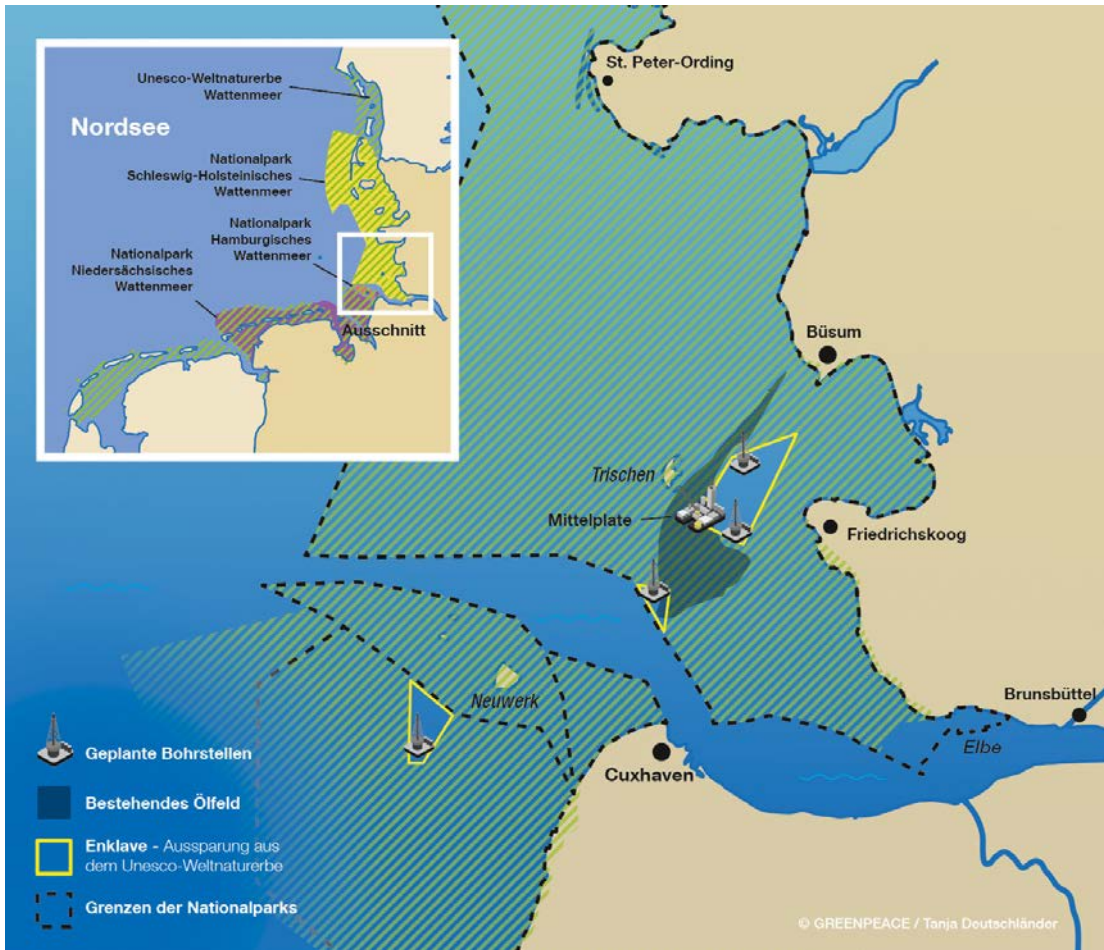 Unesco-Weltnaturerbe
Wattenmeer
Nordsee
Nationalpark
Schleswig-Holsteinisches
Wattenmeer
Nationalpark
Hamburgisches
Wattenmeer
Nationalpark
Niedersächsisches
Wattenmeer
Ausschnitt
St. Peter-Ording
Büsum
Trischen
Mittelplate
Friedrichskoog
Neuwerk
Brunsbüttel
Elbe
Cuxhaven
Geplante Bohrstellen
Bestehendes Ölfeld
Enklave - Aussparung aus
dem Unesco-Weltnaturerbe
Grenzen der Nationalparks
© GREENPEACE / Tanja Deutschländer